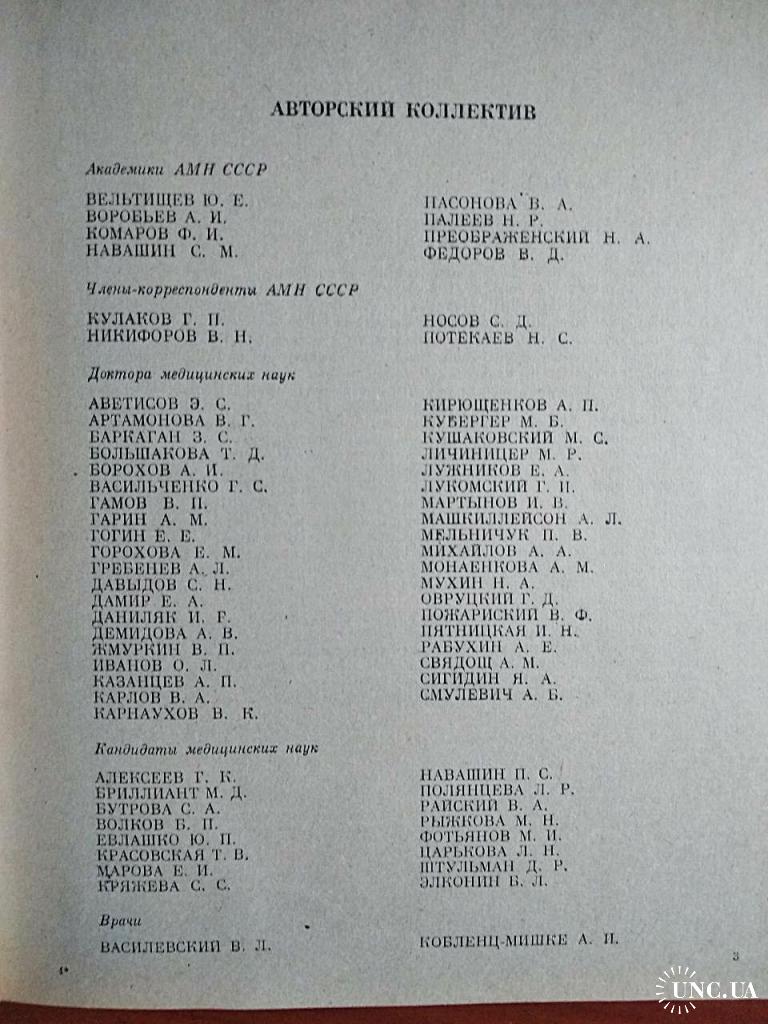 АВТОРСКИЙ КОЛЛЕКТИВ
Академики АМН СССР
ВЕЛЬТИЩЕВ Ю. Е.
ВОРОБЬЕВ А. И.
КОМАРОВ Ф. И.
НАВАШИН С. М.
НАСОНОВА В. А.
ПАЛЕЕВ Н. Р.
ПРЕОБРАЖЕНСКИЙ Н. А.
ФЕДОРОВ В. Д.
Члены-корреспонденты АМН СССР
КУЛАКОВ Г. П.
НИКИФОРОВ В. Н.
НОСОВ С. Д.
ПОТЕКАЕВ Н. С.
Доктора медицинских наук
АВЕТИСОВ Э. С.
АРТАМОНОВА В. Г.
БАРКАГАН З. С.
БОЛЬШАКОВА Т. Д.
БОРОХОВ А. И.
ВАСИЛЬЧЕНКО Г. С.
ГАМОВ В. П.
ГАРИН А. М.
ГОГИН Е. Е.
ГОРОХОВА Е. М.
ГРЕБЕНЕВ А. Л.
ДАВЫДОВ С. Н.
ДАМИР Е. А.
ДАНИЛЯК И. Г.
ДЕМИДОВА А. В.
ЖМУРКИН В. П.
ИВАНОВ О. Л.
КАЗАНЦЕВ А. П.
КАРЛОВ В. А.
КАРНАУХОВ В. К.
КИРЮЩЕНКОВ А. П.
КУБЕРГЕР М. Б.
КУШАКОВСКИЙ М. С.
ЛИЧИНИЦЕР М. Р.
ЛУЖНИКОВ Е. А.
ЛУКОМСКИЙ Г. И.
МАРТЫНОВ И. В.
МАШКИЛЛЕЙСОН А. Л.
МЕЛЬНИЧУК П. В.
МИХАЙЛОВ А. А.
МОНАЕНКОВА А. М.
МУХИН Н. А.
ОВРУЦКИЙ Г. Д.
ПОЖАРИСКИЙ В. Ф.
ПЯТНИЦКАЯ И. Н.
РАБУХИН А. Е.
СВЯДОЩ А. М.
СИГИДИН Я. А.
СМУЛЕВИЧ А. Б.
Кандидаты медицинских наук
АЛЕКСЕЕВ Г. К.
БРИЛЛИАНТ М. Д.
БУТРОВА С. А.
ВОЛКОВ Б. П.
ЕВЛАШКО Ю. П.
КРАСОВСКАЯ Т. В.
МАРОВА Е. И.
КРЯЖЕВА С. С.
НАВАШИН П. С.
ПОЛЯНЦЕВА Л. Р.
РАЙСКИЙ В. А.
РЫЖКОВА М. Н.
ФОТЬЯНОВ М. И.
ЦАРЬКОВА Л. Н.
ШТУЛЬМАН Д. Р.
ЭЛКОНИН Б. Л.
Врачи
ВАСИЛЕВСКИЙ В. Л.
КОБЛЕНЦ-МИШКЕ А. И.
1*
3
UNC.UA